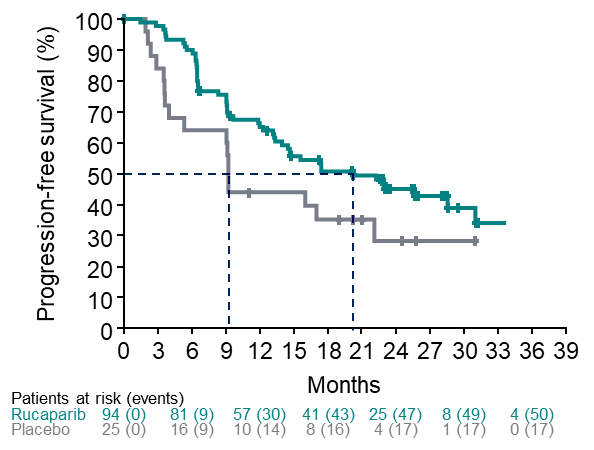 Progression-free survival (%)
100
90
80
70
60
50
40
30
20
10
0
0 3 6 9 12 15 18 21 24 27 30 33 36 39
Months
Patients at risk (events)
Rucaparib 94 (0) 81 (9) 57 (30) 41 (43) 25 (47) 8 (49) 4 (50)
Placebo 25 (0) 16 (9) 10 (14) 8 (16) 4 (17) 1 (17) 0 (17)